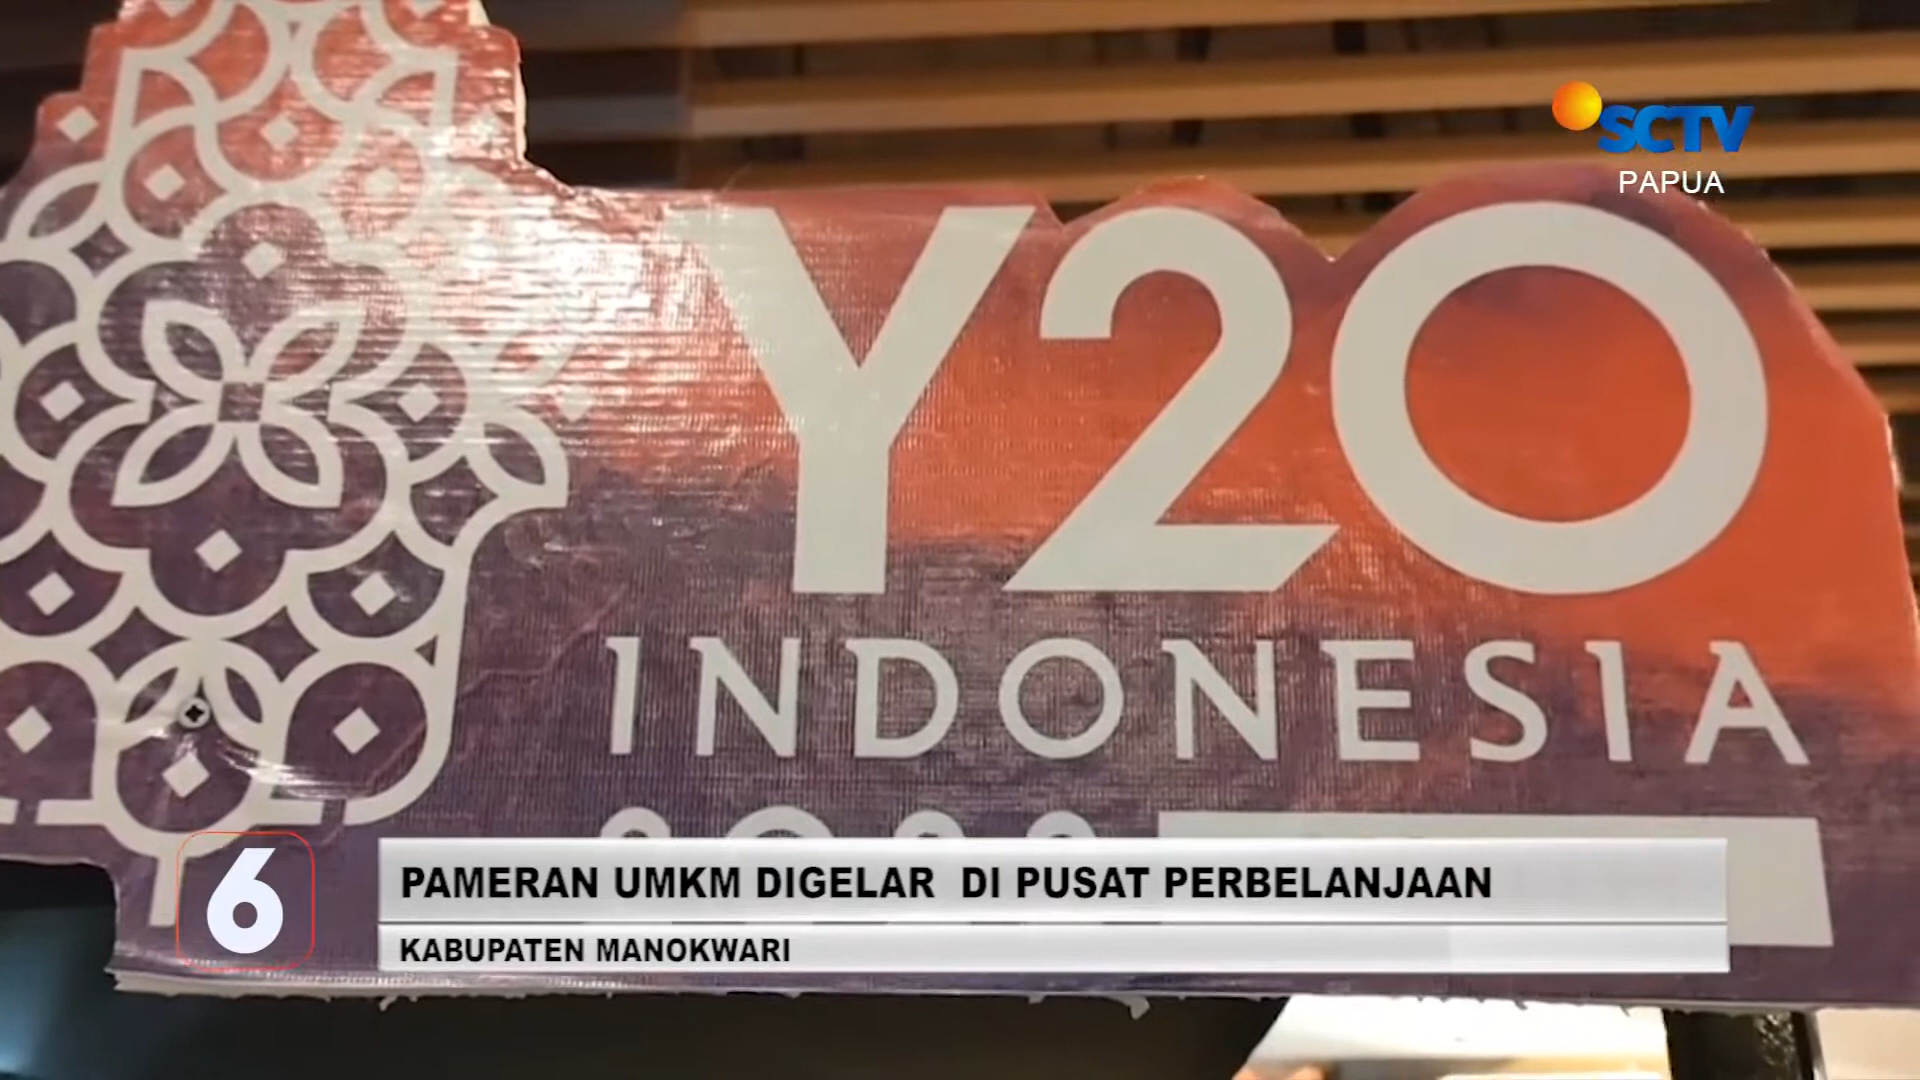 SCTV
PAPUA
Y20
INDONESIA
6
PAMERAN UMKM DIGELAR DI PUSAT PERBELANJAAN
KABUPATEN MANOKWARI